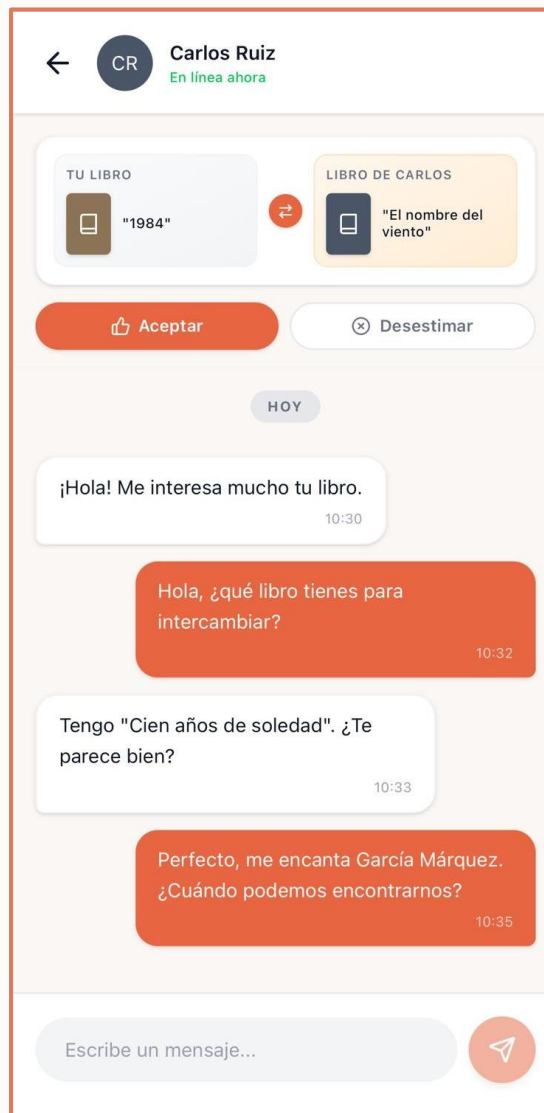 CR
Carlos Ruiz
En línea ahora
TU LIBRO
"1984"
LIBRO DE CARLOS
"El nombre del
viento"
Aceptar
Desestimar
HOY
¡Hola! Me interesa mucho tu libro.
10:30
Hola, ¿qué libro tienes para
intercambiar?
10:32
Tengo "Cien años de soledad". ¿Te
parece bien?
10:33
Perfecto, me encanta García Márquez.
¿Cuándo podemos encontrarnos?
10:35
Escribe un mensaje...